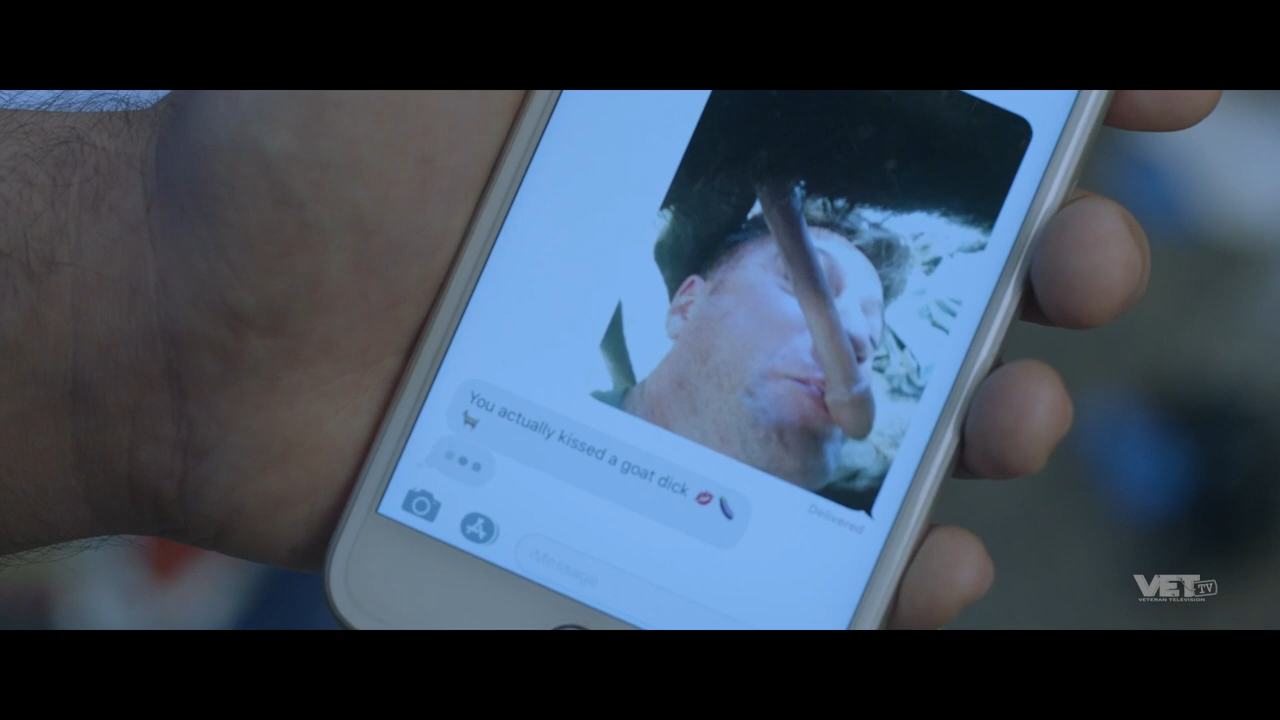 You actually kissed a goat dick 💋🍆
🐐
Delivered
Message
VET TV
VETERAN TELEVISION